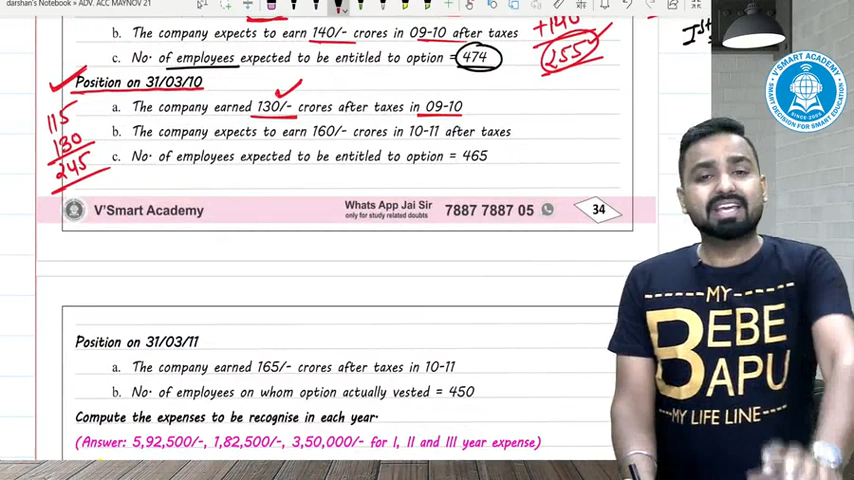 darshan's Notebook » ADV. ACC MAYNOV 21
b. The company expects to earn 140/- crores in 09-10 after taxes
+140
255
Ist
c. No. of employees expected to be entitled to option = 474
Position on 31/03/10
a. The company earned 130/- crores after taxes in 09-10
115
130
245
b. The company expects to earn 160/- crores in 10-11 after taxes
c. No. of employees expected to be entitled to option = 465
V'Smart Academy
Whats App Jai Sir
only for study related doubts
7887 7887 05
34
Position on 31/03/11
a. The company earned 165/- crores after taxes in 10-11
b. No. of employees on whom option actually vested = 450
Compute the expenses to be recognise in each year.
(Answer: 5,92,500/-, 1,82,500/-, 3,50,000/- for I, II and III year expense)
V'SMART ACADEMY
SINCE-2005
SMART DECISION FOR SMART EDUCATION
MY
BEBE
BAPU
MY LIFE LINE